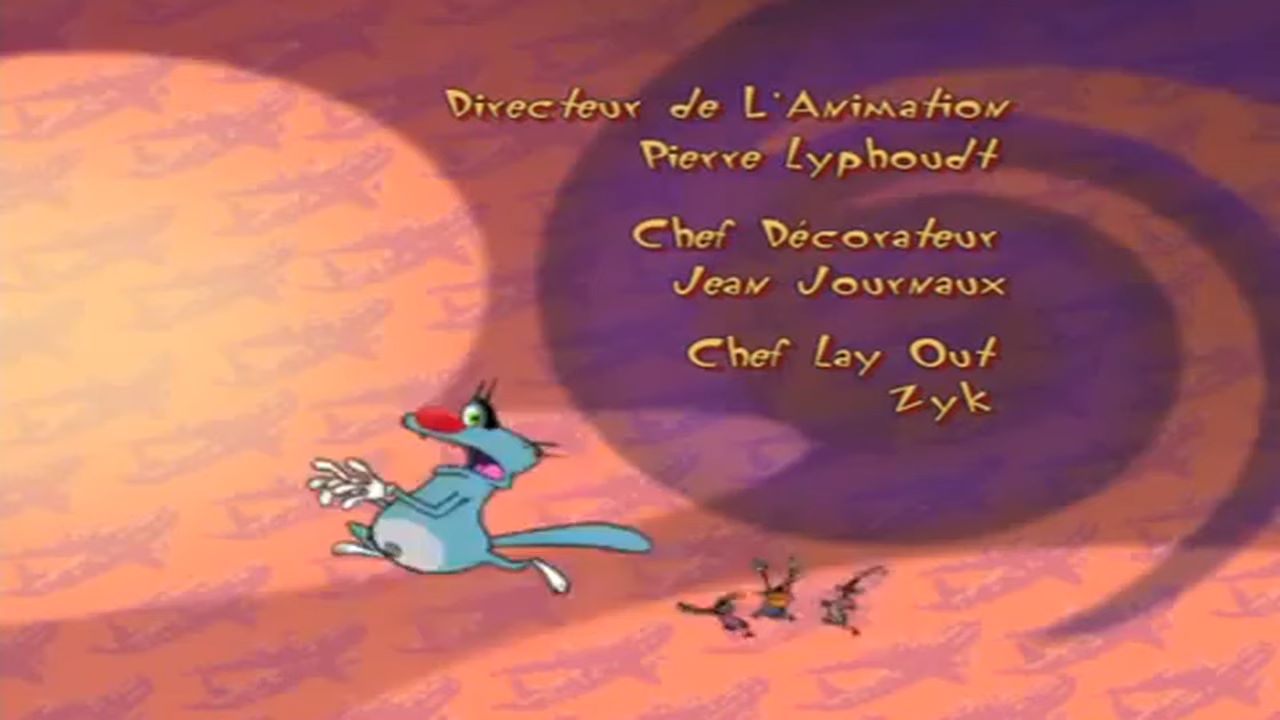 Directeur de L'Animation
Pierre Lyphoudt
Chef Décorateur
Jean Journaux
Chef Lay Out
Zyk